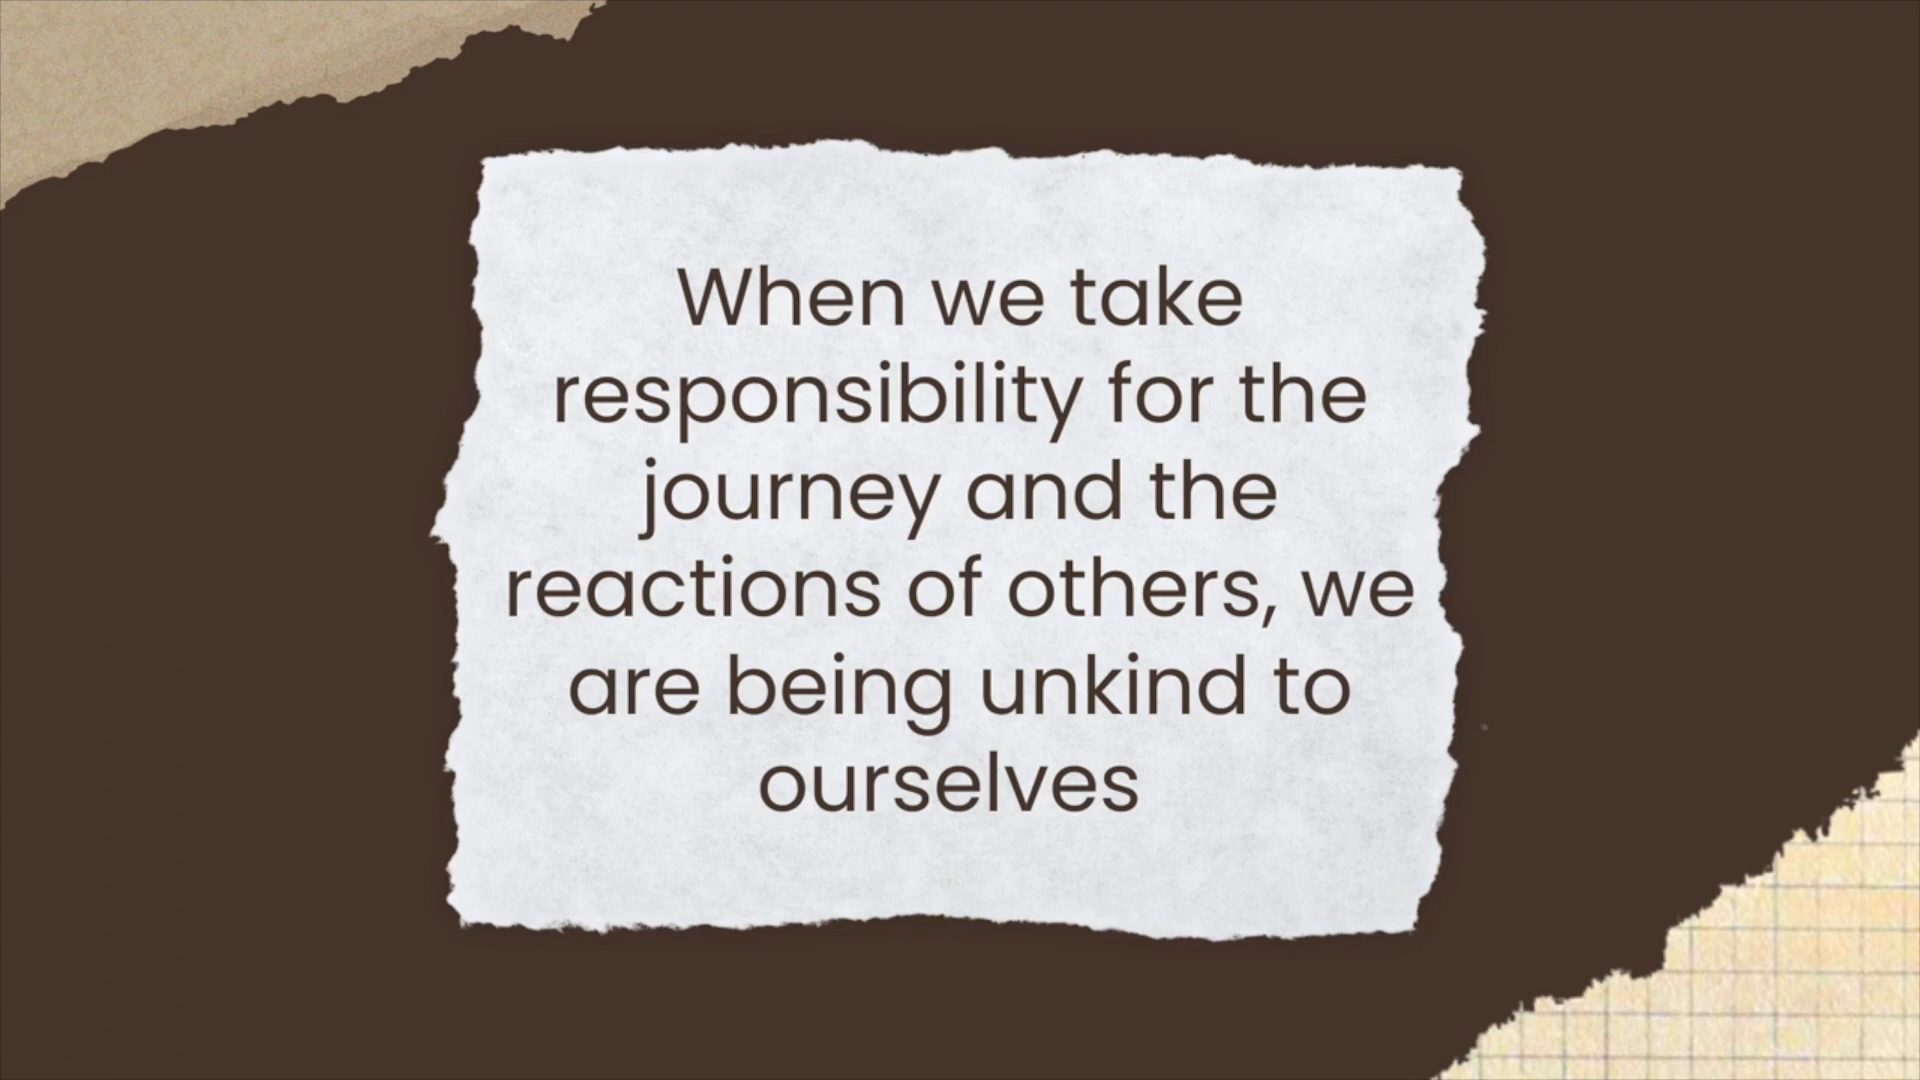 When we take
responsibility for the
journey and the
reactions of others, we
are being unkind to
ourselves